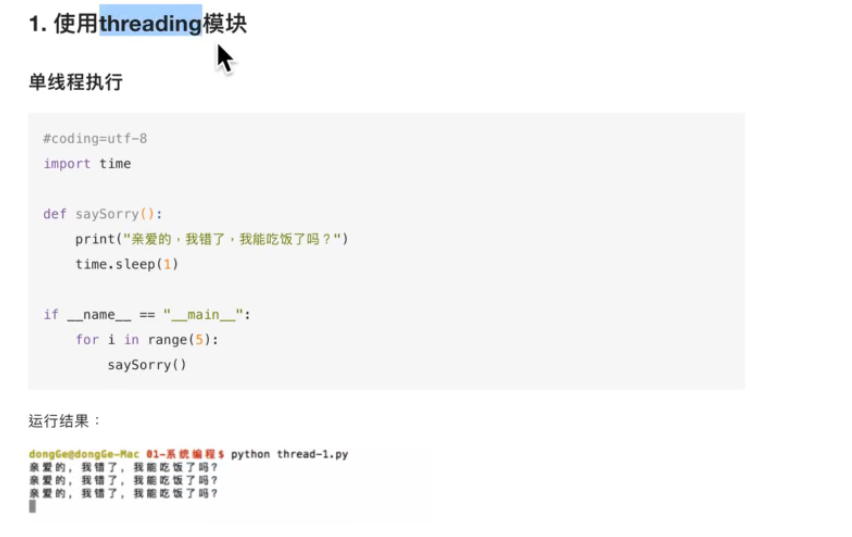 1. 使用threading模块
单线程执行
#coding=utf-8
import time
def saySorry():
    print("亲爱的，我错了，我能吃饭了吗？")
    time.sleep(1)
if __name__ == "__main__":
    for i in range(5):
        saySorry()
运行结果：
dongGe@dongGe-Mac 01-系统编程$ python thread-1.py
亲爱的，我错了，我能吃饭了吗？
亲爱的，我错了，我能吃饭了吗？
亲爱的，我错了，我能吃饭了吗？